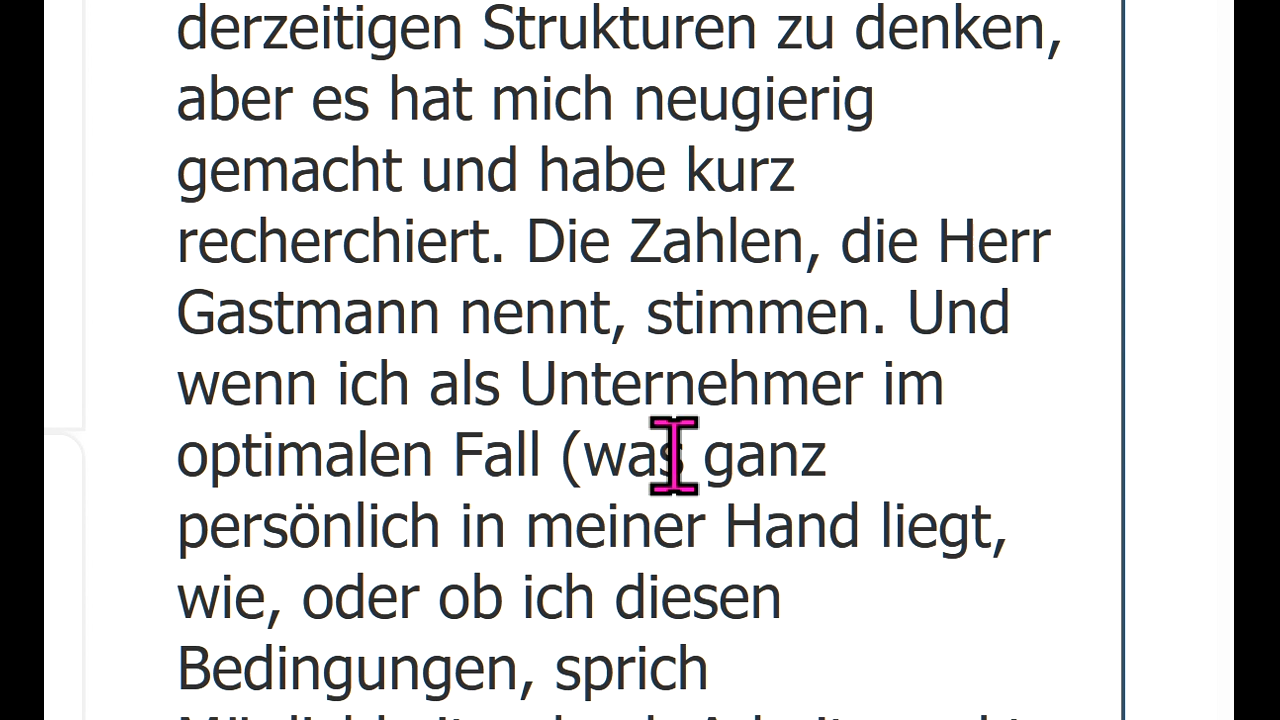 derzeitigen Strukturen zu denken,
aber es hat mich neugierig
gemacht und habe kurz
recherchiert. Die Zahlen, die Herr
Gastmann nennt, stimmen. Und
wenn ich als Unternehmer im
optimalen Fall (was ganz
persönlich in meiner Hand liegt,
wie, oder ob ich diesen
Bedingungen, sprich